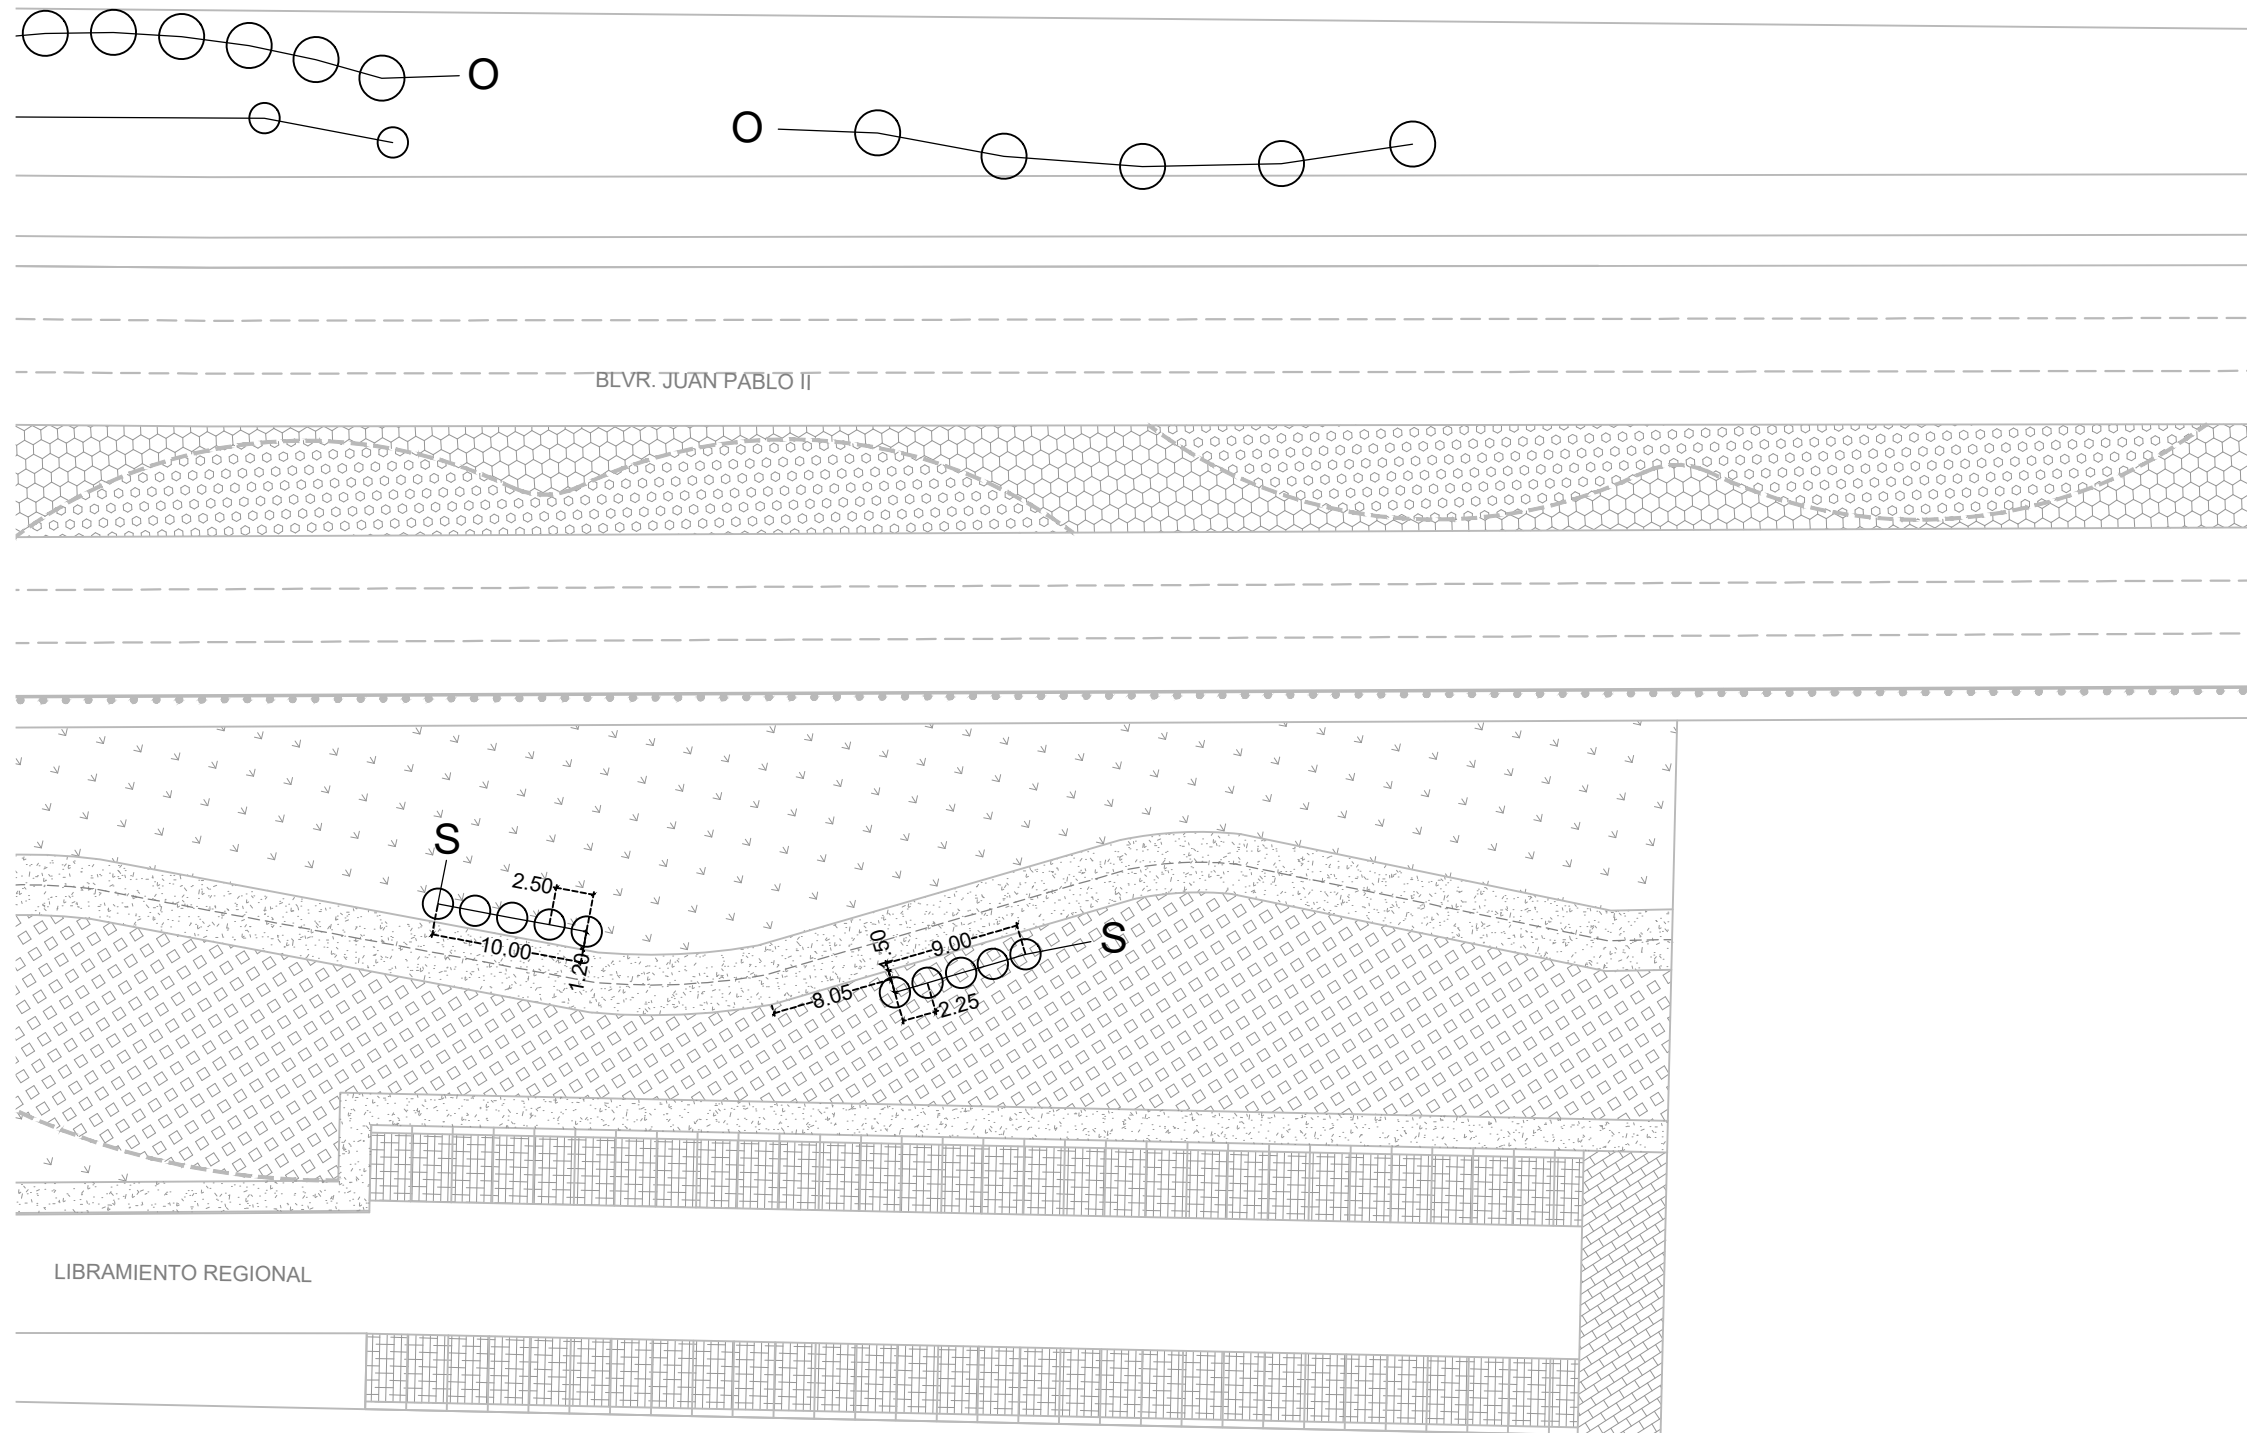 O
O
BLVR. JUAN PABLO II
S
2.50
10.00
1.20
.50
9.00
S
8.05
2.25
LIBRAMIENTO REGIONAL